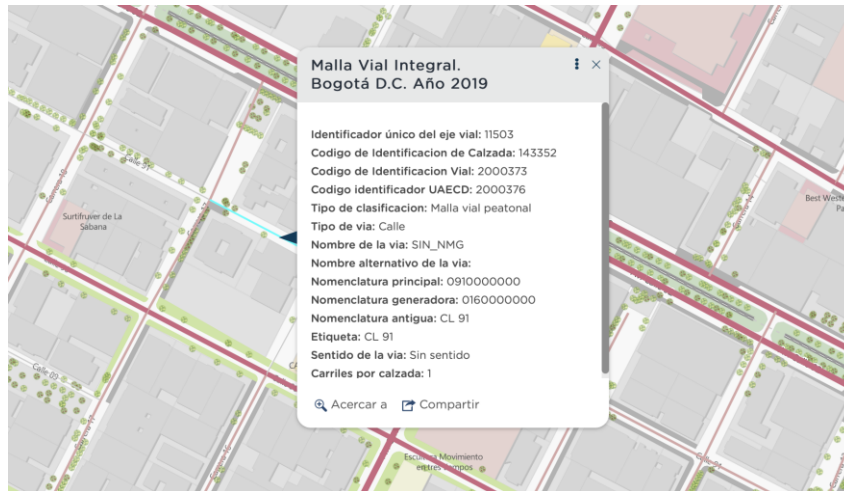 Malla Vial Integral.
Bogotá D.C. Año 2019
Identificador único del eje vial: 11503
Codigo de Identificacion de Calzada: 143352
Codigo de Identificacion Vial: 2000373
Codigo identificador UAECD: 2000376
Tipo de clasificacion: Malla vial peatonal
Tipo de via: Calle
Nombre de la via: SIN_NMG
Nombre alternativo de la via:
Nomenclatura principal: 0910000000
Nomenclatura generadora: 0160000000
Nomenclatura antigua: CL 91
Etiqueta: CL 91
Sentido de la via: Sin sentido
Carriles por calzada: 1
Acercar a Compartir
Surtifruver de La
Sabana
Best Weste
Pa
Calle 91
Escuela Movimiento